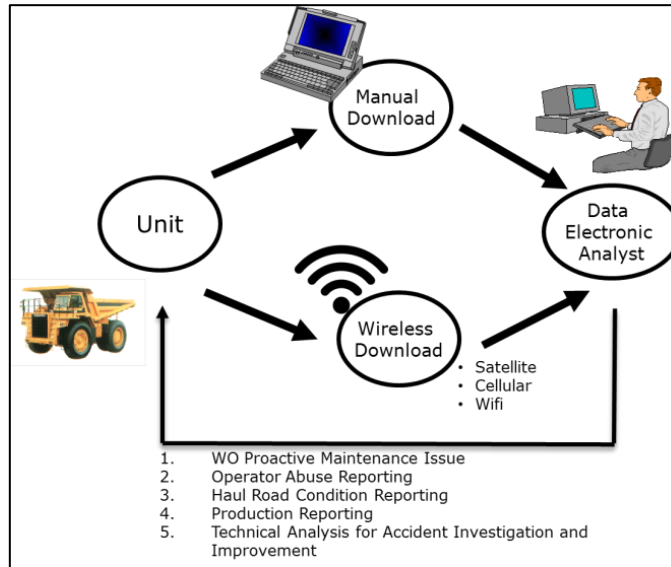 Manual
Download
Unit
Data
Electronic
Analyst
Wireless
Download
• Satellite
• Cellular
• Wifi
1. WO Proactive Maintenance Issue
2. Operator Abuse Reporting
3. Haul Road Condition Reporting
4. Production Reporting
5. Technical Analysis for Accident Investigation and
Improvement